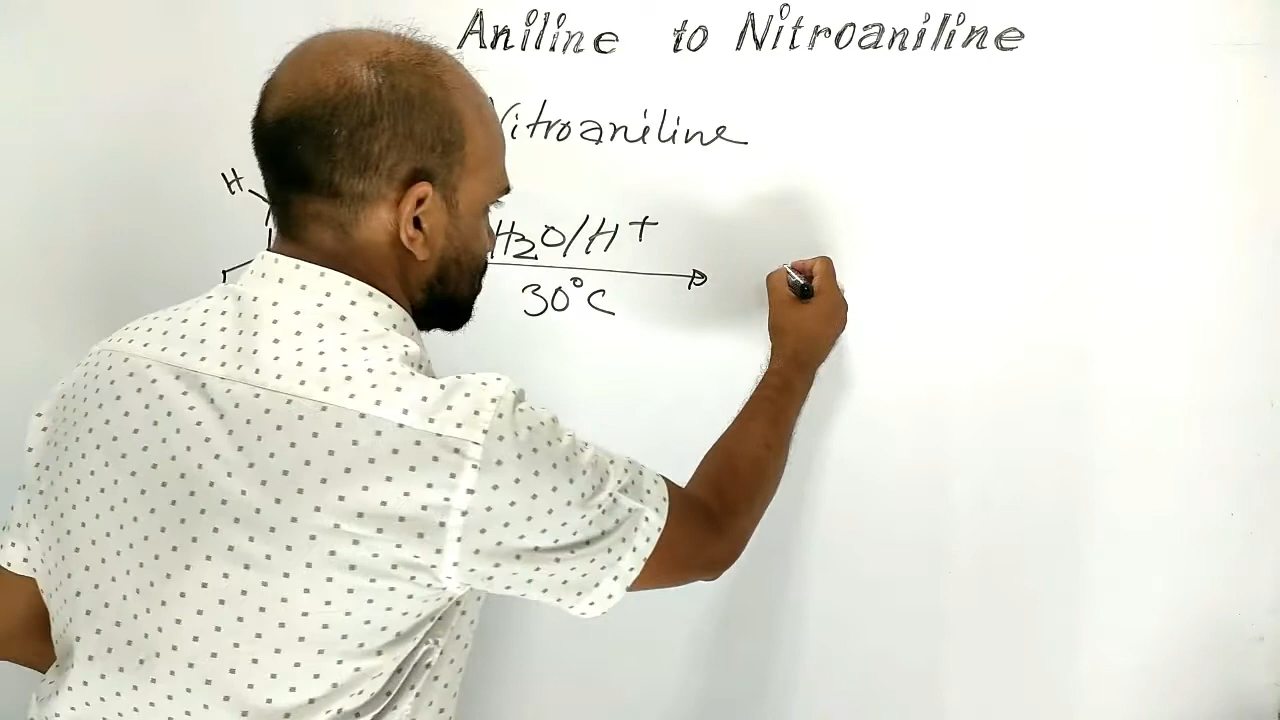 Aniline to Nitroaniline
Nitroaniline
H
H₂O/H⁺
30°C